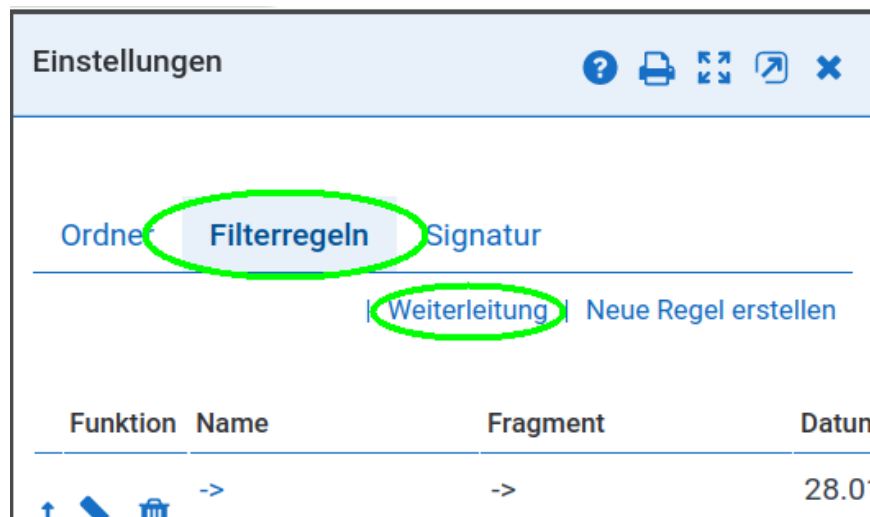 Einstellungen
Ordner Filterregeln Signatur
| Weiterleitung | Neue Regel erstellen
Funktion Name Fragment
-> ->